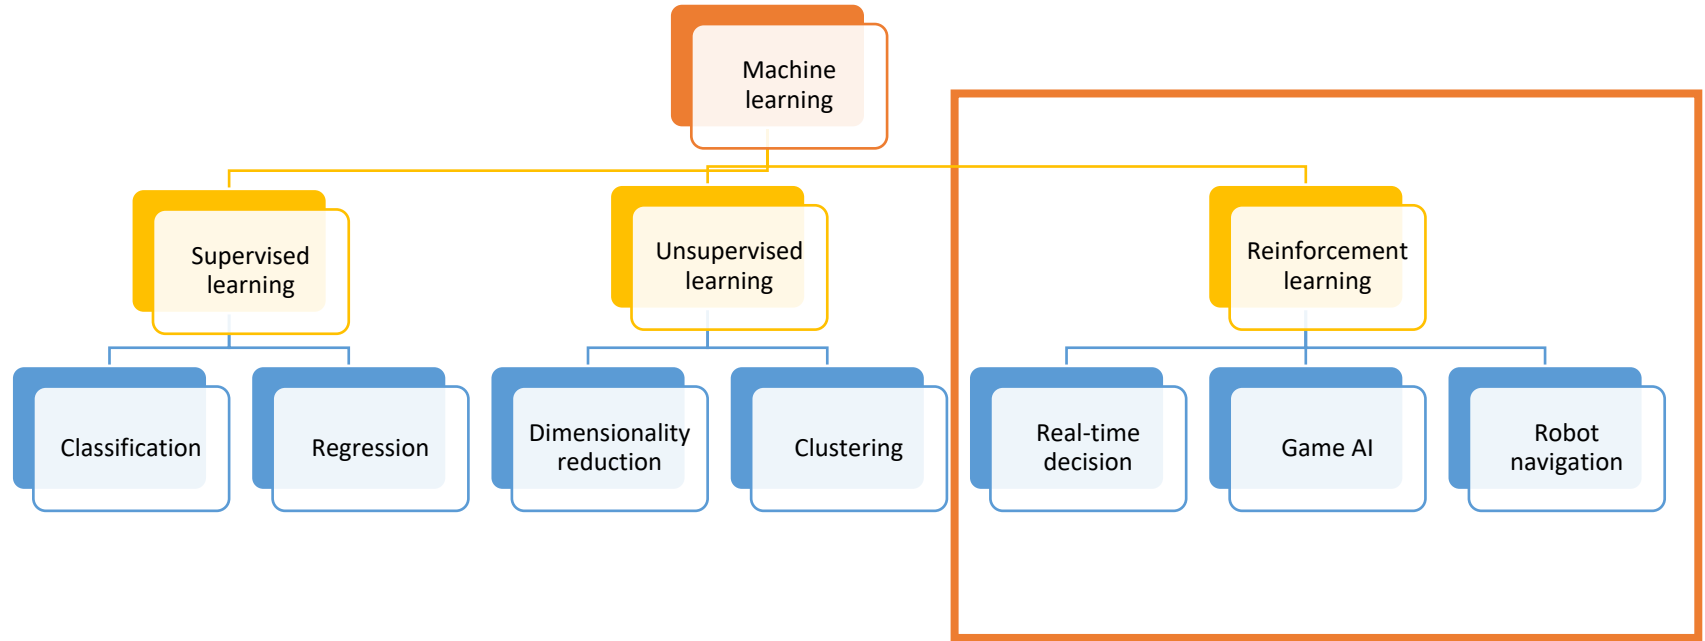 Machine
learning
Supervised
learning
Unsupervised
learning
Reinforcement
learning
Classification
Regression
Dimensionality
reduction
Clustering
Real-time
decision
Game AI
Robot
navigation